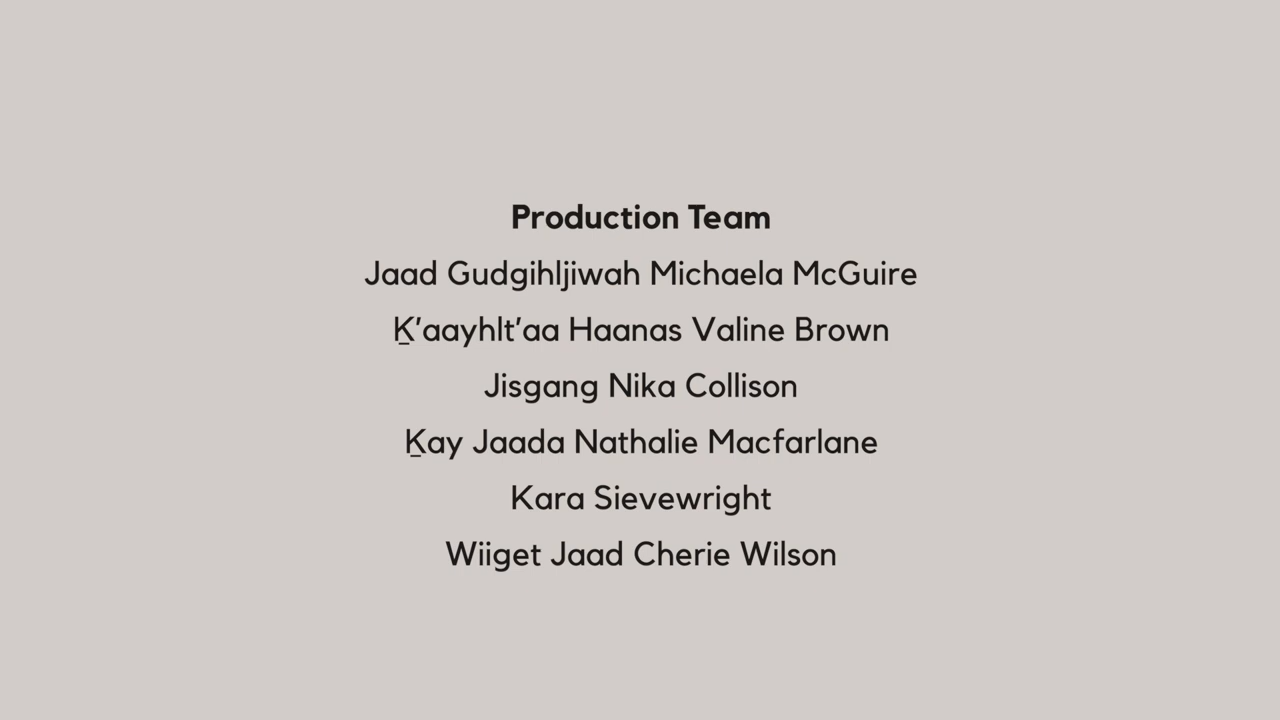 Production Team
Jaad Gudgihljiwah Michaela McGuire
Ḵ’aayhlt’aa Haanas Valine Brown
Jisgang Nika Collison
Ḵay Jaada Nathalie Macfarlane
Kara Sievewright
Wiiget Jaad Cherie Wilson